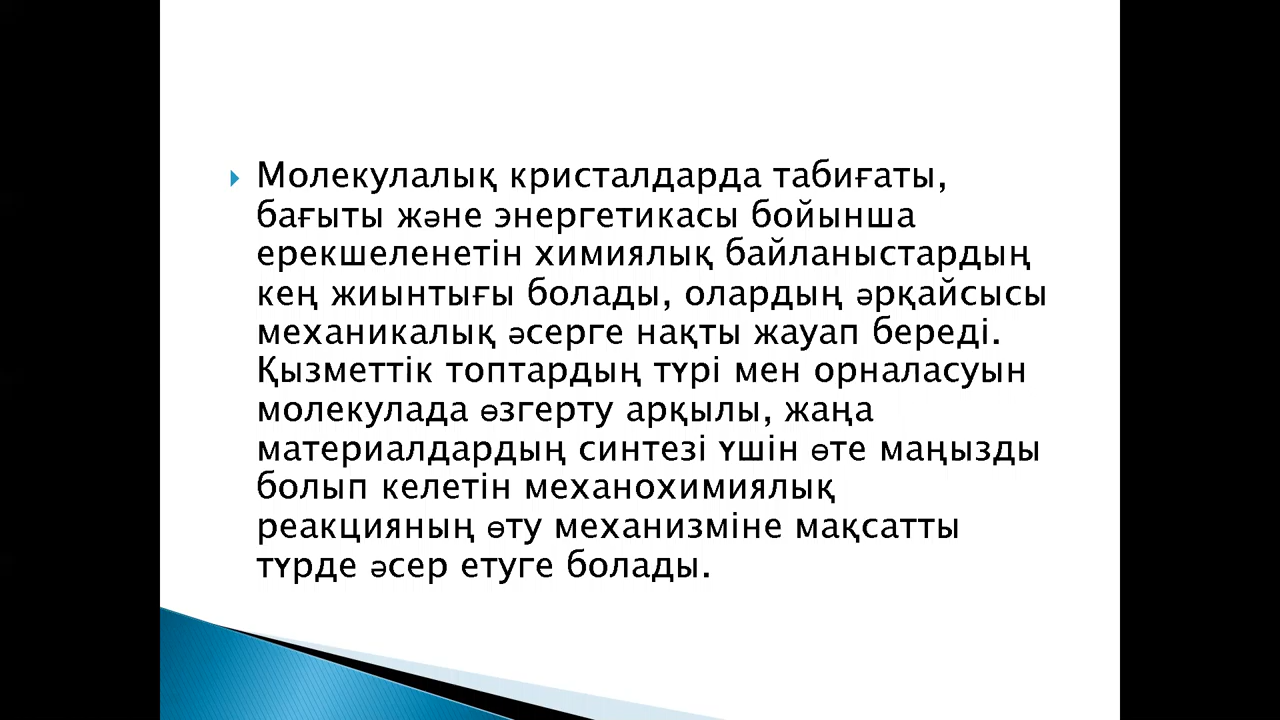 Молекулалық кристалдарда табиғаты,
бағыты және энергетикасы бойынша
ерекшеленетін химиялық байланыстардың
кең жиынтығы болады, олардың әрқайсысы
механикалық әсерге нақты жауап береді.
Қызметтік топтардың түрі мен орналасуын
молекулада өзгерту арқылы, жаңа
материалдардың синтезі үшін өте маңызды
болып келетін механохимиялық
реакцияның өту механизміне мақсатты
түрде әсер етуге болады.